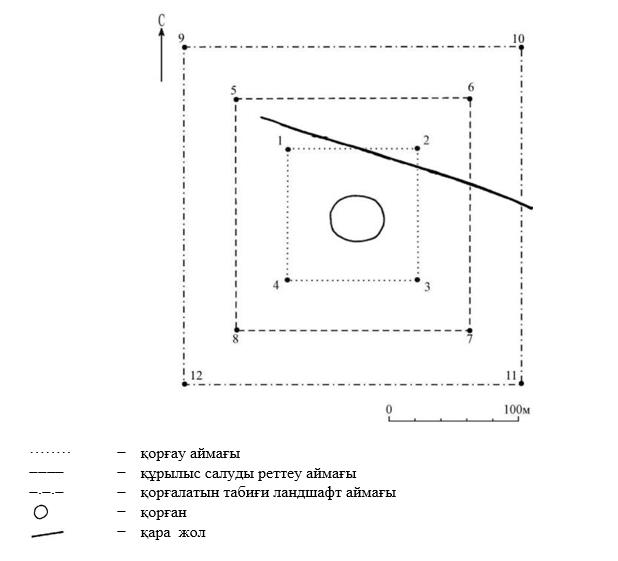 С
9
10
5
6
1
2
4
3
8
7
12
11
0
100м
– қорғау аймағы
– құрылыс салуды реттеу аймағы
– қорғалатын табиғи ландшафт аймағы
– қорған
– қара жол